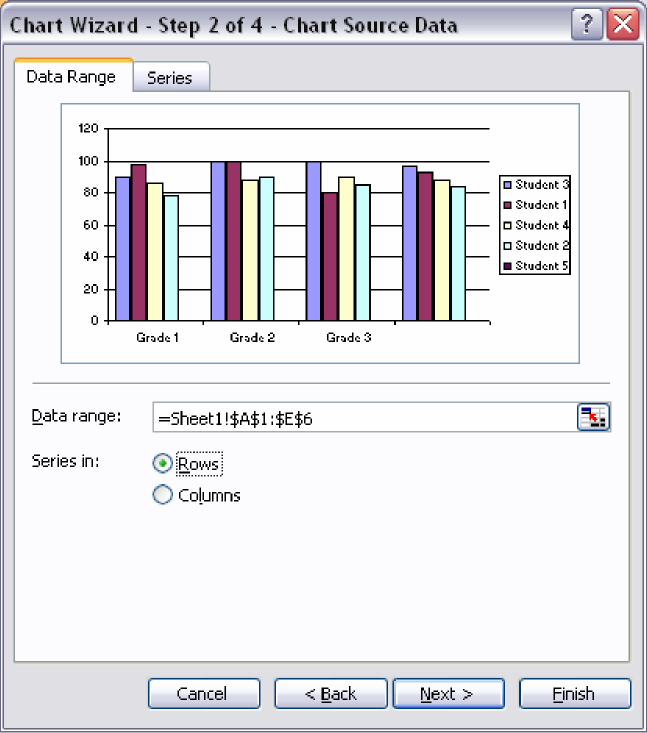 Chart Wizard - Step 2 of 4 - Chart Source Data
Data Range Series
120
100
80
60
40
20
0
Grade 1 Grade 2 Grade 3
Student 3
Student 1
Student 4
Student 2
Student 5
Data range: =Sheet1!$A$1:$E$6
Series in: Rows
Columns
Cancel < Back Next > Finish